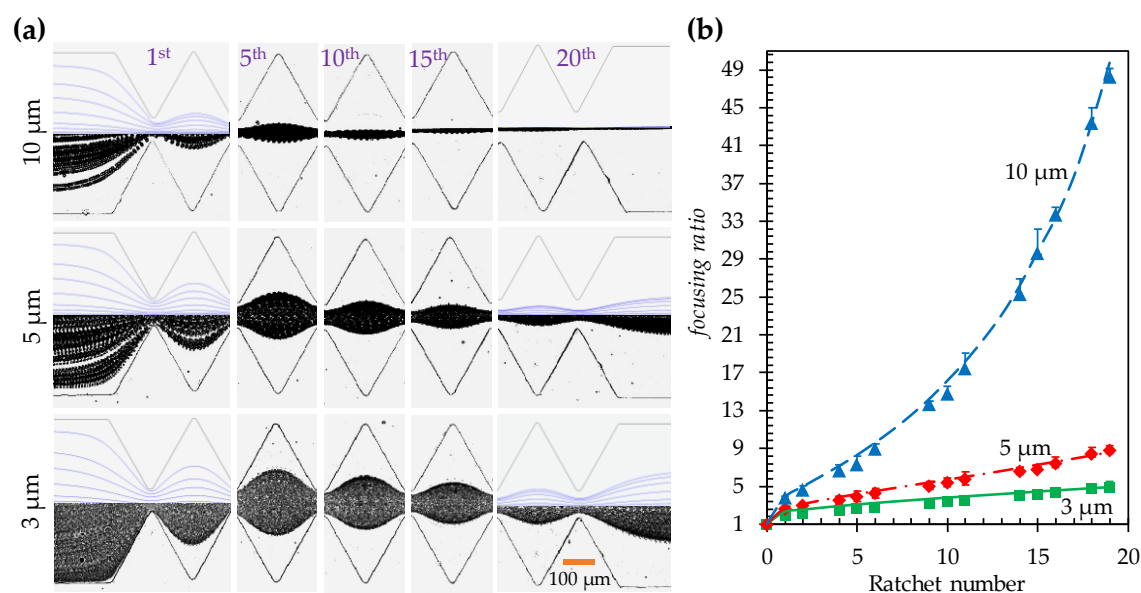 (a)
1st 5th 10th 15th 20th
10 μm
5 μm
3 μm
100 μm
(b)
49
45
41
37
33
29
25
21
17
13
9
5
1
focusing ratio
10 μm
5 μm
3 μm
0 5 10 15 20
Ratchet number